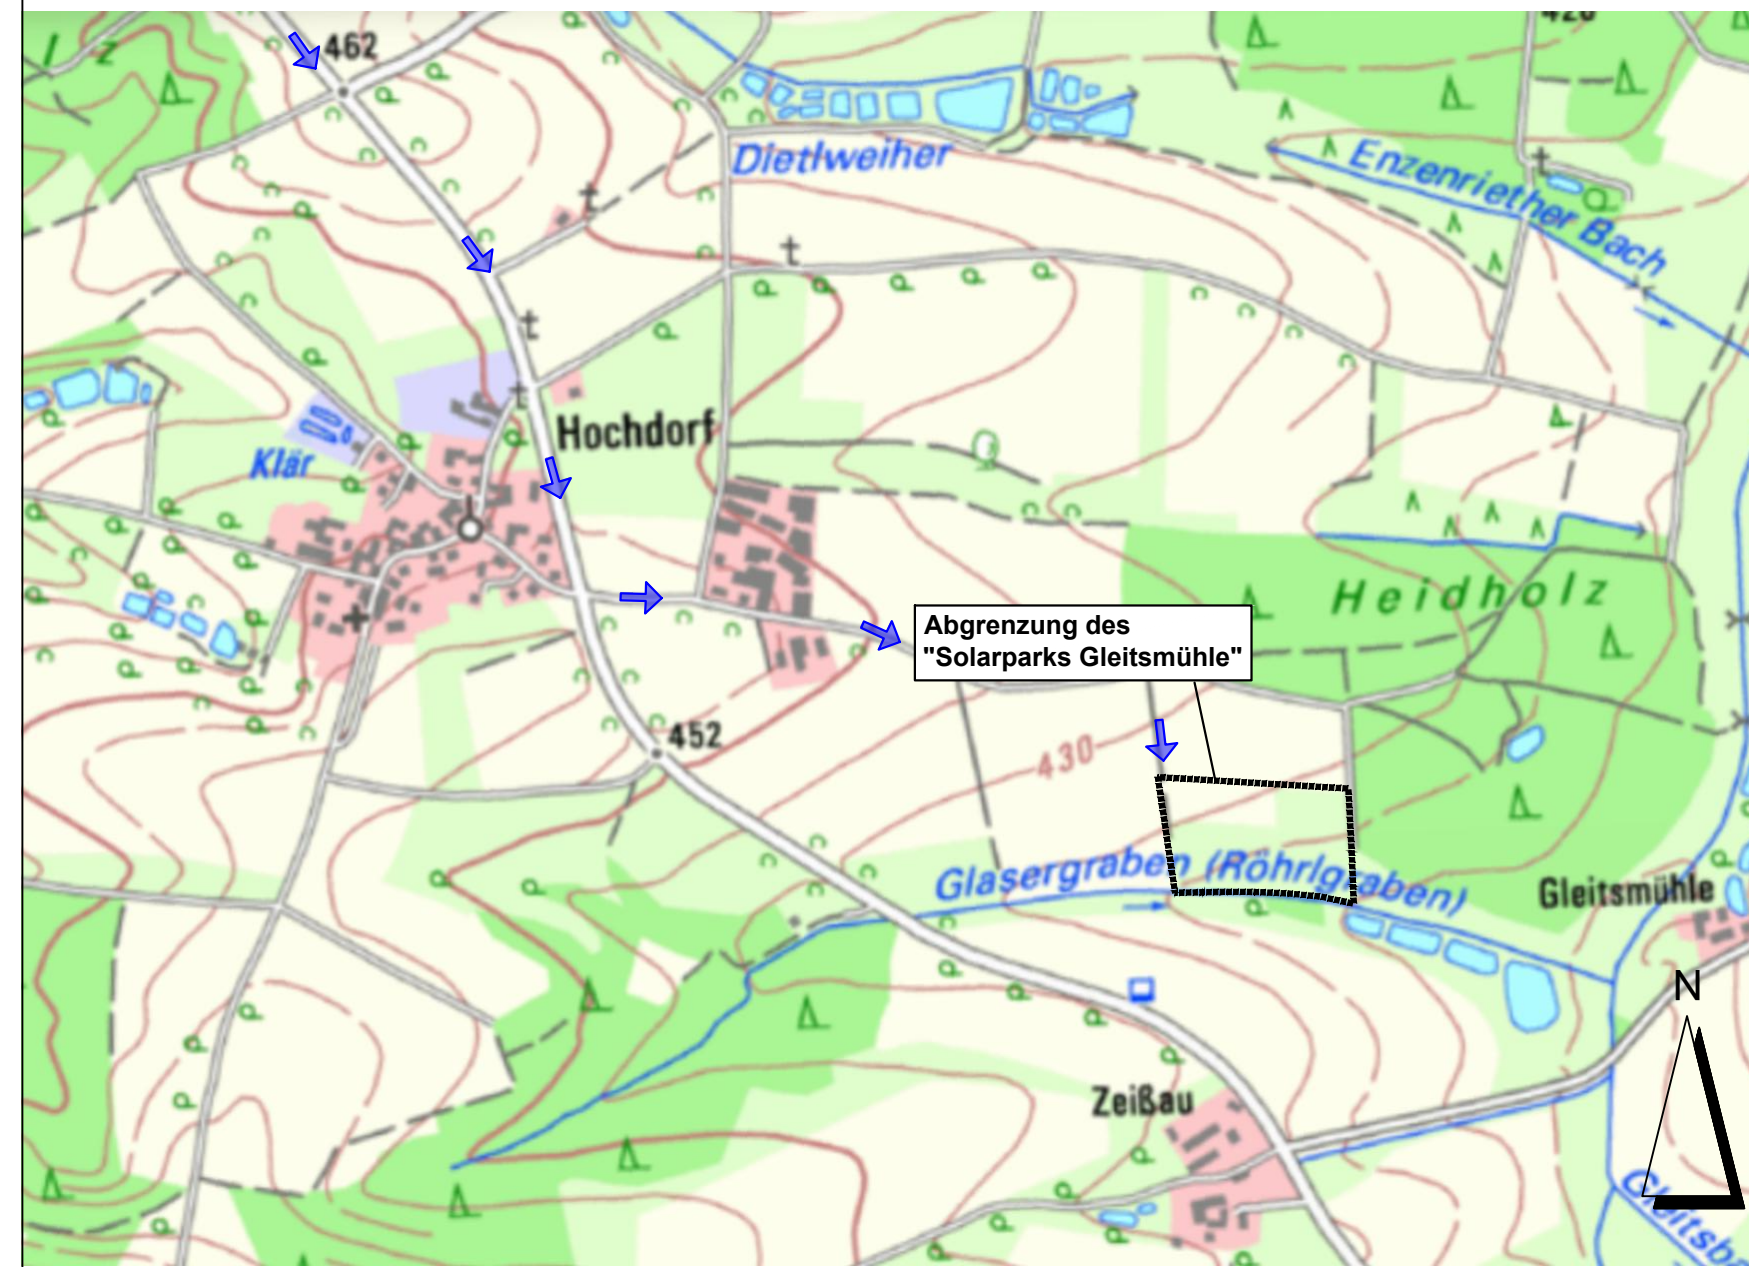 l z
462
Dietlweiher
Enzenriether Bach
Hochdorf
Klär
Heidholz
Abgrenzung des
"Solarparks Gleitsmühle"
452
430
Glasergraben (Röhrlgraben)
Gleitsmühle
N
Zeißau